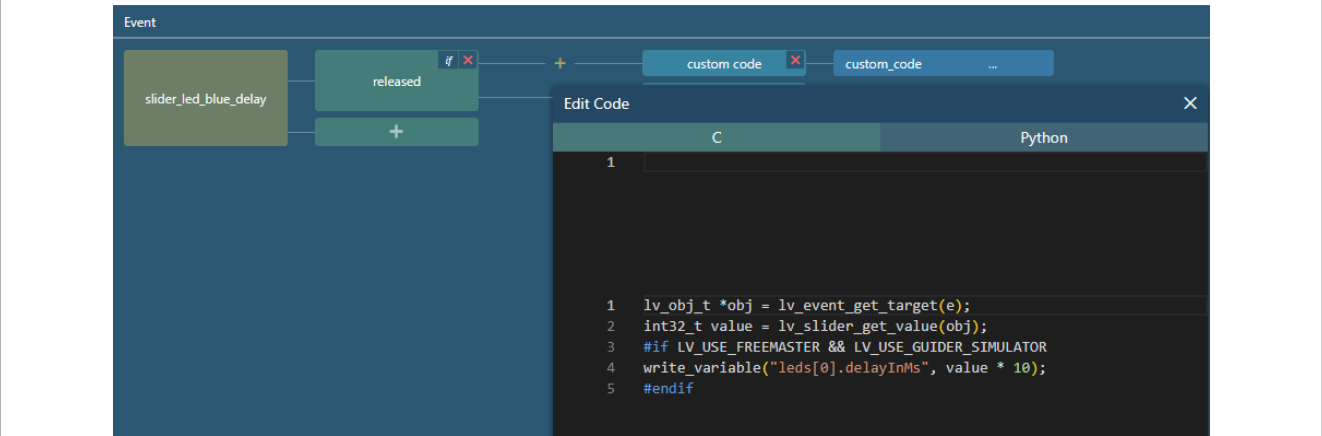 Event
if ×
released
slider_led_blue_delay
+
+
custom code ×
custom_code ...
Edit Code ×
C Python
1
1 lv_obj_t *obj = lv_event_get_target(e);
2 int32_t value = lv_slider_get_value(obj);
3 #if LV_USE_FREEMASTER && LV_USE_GUIDER_SIMULATOR
4 write_variable("leds[0].delayInMs", value * 10);
5 #endif